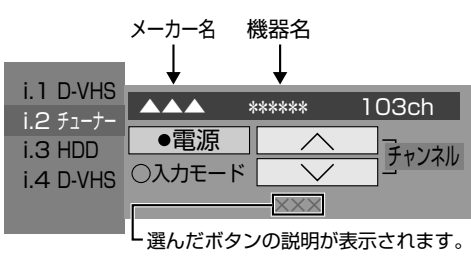 メーカー名 機器名
i.1 D-VHS
i.2 チューナー
i.3 HDD
i.4 D-VHS
▲▲▲ ****** 103ch
●電源
○入力モード
チャンネル
×××
選んだボタンの説明が表示されます。